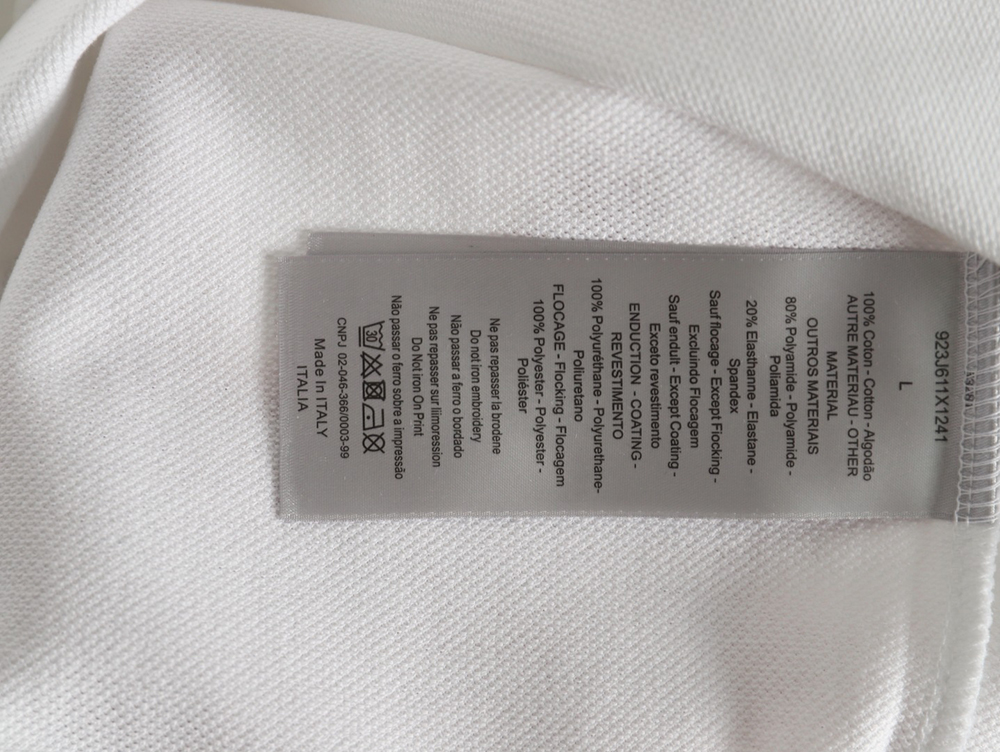 923J611X1241
L
100% Coton - Cotton - Algodão
AUTRE MATERIAU - OTHER
MATERIAL
OUTROS MATERIAIS
80% Polyamide - Polyamide -
Poliamida
20% Elasthanne - Elastane -
Spandex
Sauf flocage - Except Flocking -
Excluindo Flocagem
Sauf enduit - Except Coating -
Exceto revestimento
ENDUCTION - COATING -
REVESTIMENTO
100% Polyuréthane - Polyurethane-
Poliuretano
FLOCAGE - Flocking - Flocagem
100% Polyester - Polyester -
Poliéster
Ne pas repasser la broderie
Do not iron embroidery
Não passar a ferro o bordado
Ne pas repasser sur liimoression
Do Not iron On Print
Não passar o ferro sobre a impressão
30
CNPJ 02-046-366/0003-99
Made In ITALY
ITALIA